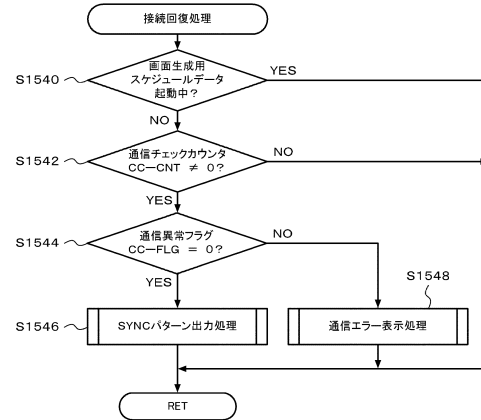 接続回復処理
S1540
画面生成用
スケジュールデータ
起動中？
YES
NO
S1542
通信チェックカウンタ
CC−CNT ≠ 0？
NO
YES
S1544
通信異常フラグ
CC−FLG = 0？
NO
YES
S1548
S1546
SYNCパターン出力処理
通信エラー表示処理
RET